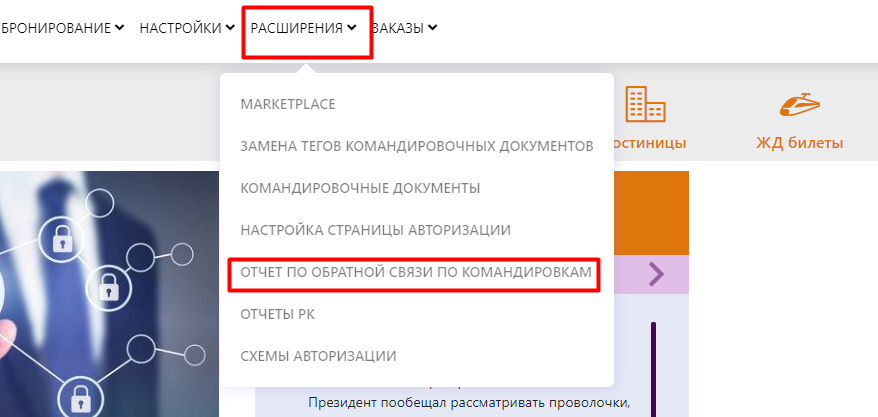 БРОНИРОВАНИЕ НАСТРОЙКИ РАСШИРЕНИЯ ЗАКАЗЫ
MARKETPLACE
ЗАМЕНА ТЕГОВ КОМАНДИРОВОЧНЫХ ДОКУМЕНТОВ
остиницы
ЖД билеты
КОМАНДИРОВОЧНЫЕ ДОКУМЕНТЫ
НАСТРОЙКА СТРАНИЦЫ АВТОРИЗАЦИИ
ОТЧЕТ ПО ОБРАТНОЙ СВЯЗИ ПО КОМАНДИРОВКАМ
ОТЧЕТЫ РК
СХЕМЫ АВТОРИЗАЦИИ
Президент пообещал рассматривать проволочки,